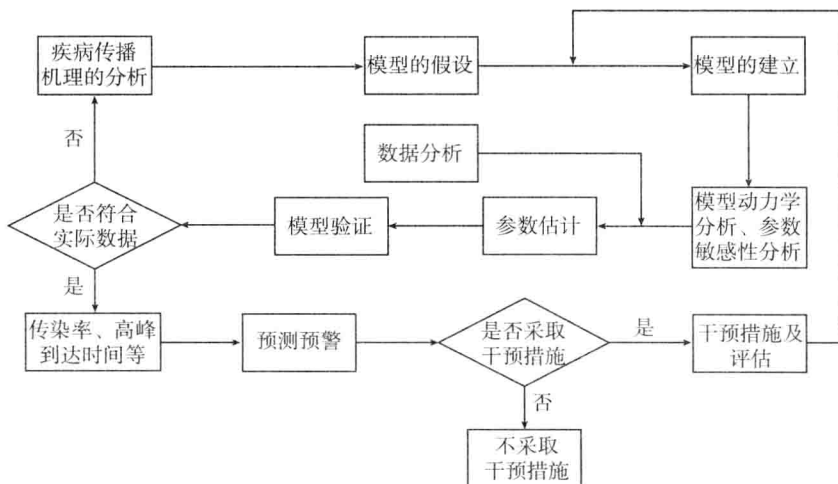 疾病传播
机理的分析
模型的假设
模型的建立
否
数据分析
是否符合
实际数据
模型验证
参数估计
模型动力学
分析、参数
敏感性分析
是
传染率、高峰
到达时间等
预测预警
是否采取
干预措施
是
干预措施及
评估
否
不采取
干预措施